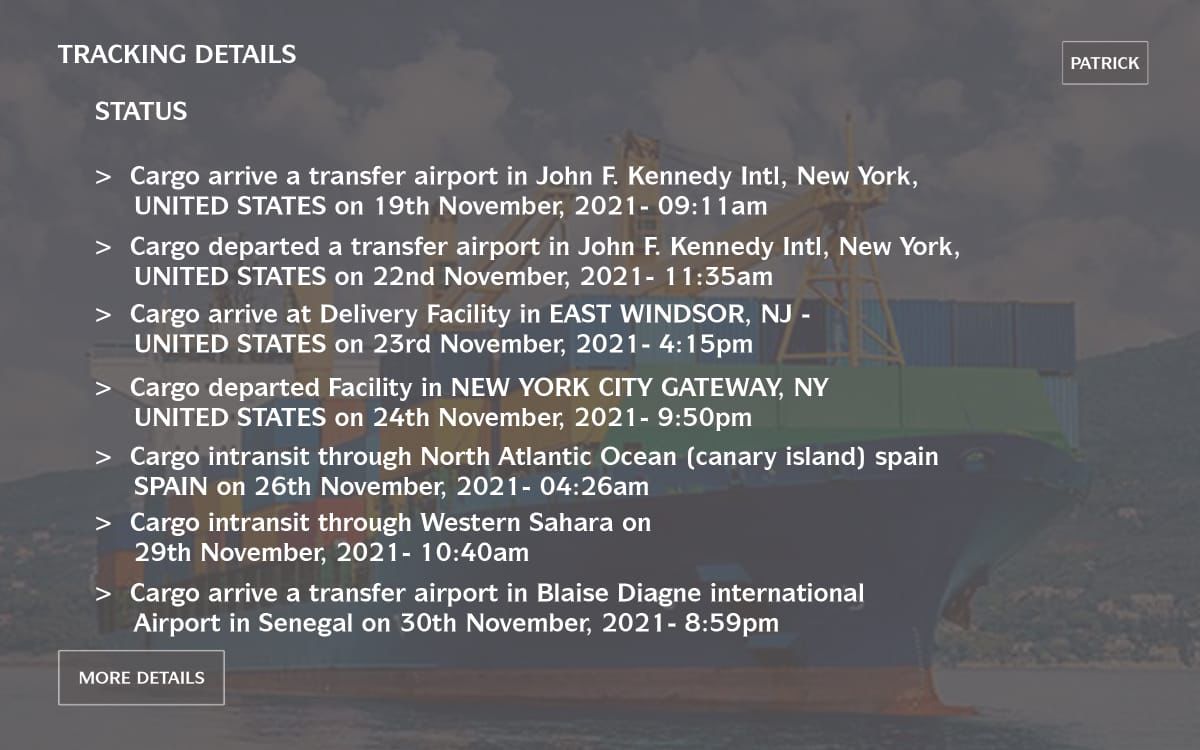 TRACKING DETAILS
PATRICK
STATUS
> Cargo arrive a transfer airport in John F. Kennedy Intl, New York,
UNITED STATES on 19th November, 2021- 09:11am
> Cargo departed a transfer airport in John F. Kennedy Intl, New York,
UNITED STATES on 22nd November, 2021- 11:35am
> Cargo arrive at Delivery Facility in EAST WINDSOR, NJ -
UNITED STATES on 23rd November, 2021- 4:15pm
> Cargo departed Facility in NEW YORK CITY GATEWAY, NY
UNITED STATES on 24th November, 2021- 9:50pm
> Cargo intransit through North Atlantic Ocean (canary island) spain
SPAIN on 26th November, 2021- 04:26am
> Cargo intransit through Western Sahara on
29th November, 2021- 10:40am
> Cargo arrive a transfer airport in Blaise Diagne international
Airport in Senegal on 30th November, 2021- 8:59pm
MORE DETAILS